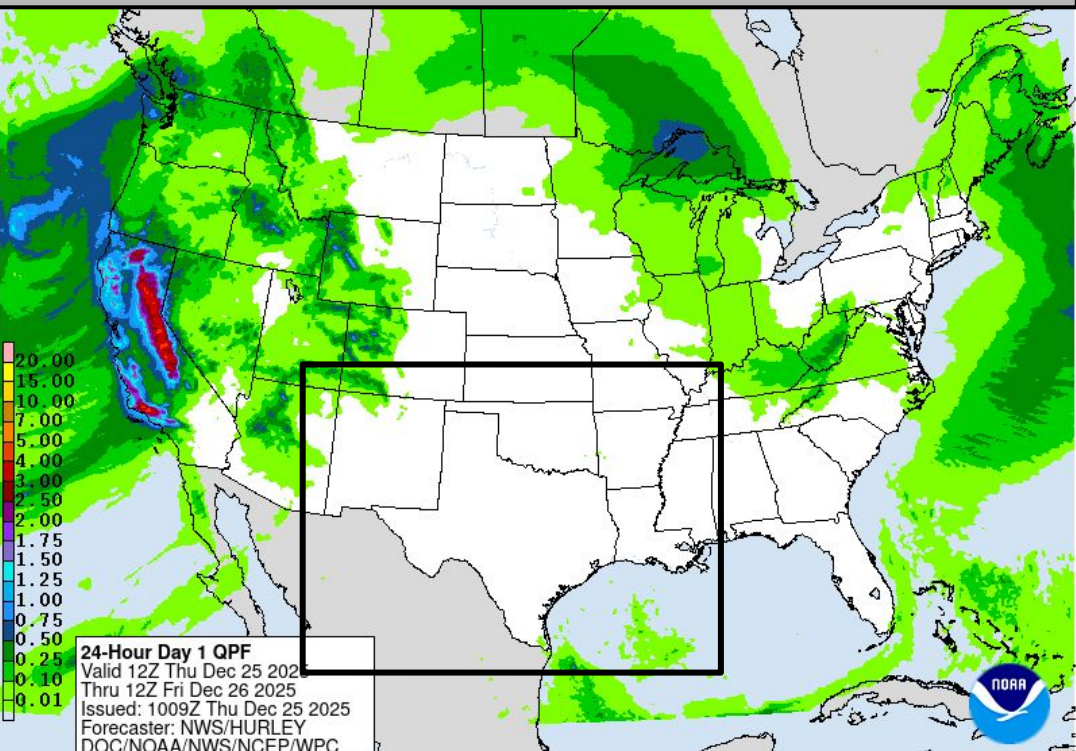 20.00
15.00
10.00
7.00
5.00
4.00
3.00
2.50
2.00
1.75
1.50
1.25
1.00
0.75
0.50
0.25
0.10
0.01
24-Hour Day 1 QPF
Valid 12Z Thu Dec 25 2025
Thru 12Z Fri Dec 26 2025
Issued: 1009Z Thu Dec 25 2025
Forecaster: NWS/HURLEY
DOC/NOAA/NWS/NCEP/WPC
NOAA